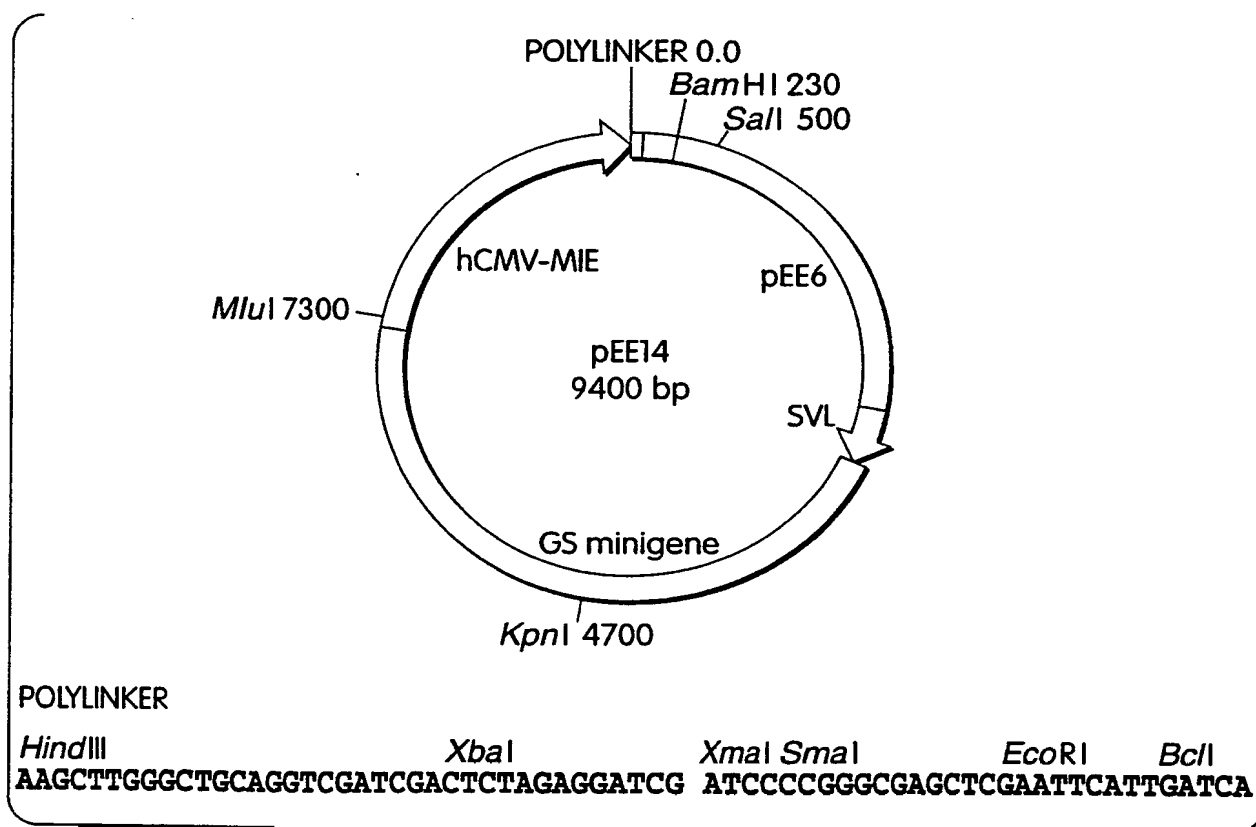 POLYLINKER 0.0
BamHI 230
SalI 500
hCMV-MIE
pEE6
MluI 7300
pEE14
9400 bp
SVL
GS minigene
KpnI 4700
POLYLINKER
HindIII XbaI XmaI SmaI EcoRI BclI
AAGCTTGGGCTGCAGGTCGATCGACTCTAGAGGATCG ATCCCCGGGCGAGCTCGAATTCATTGATCA